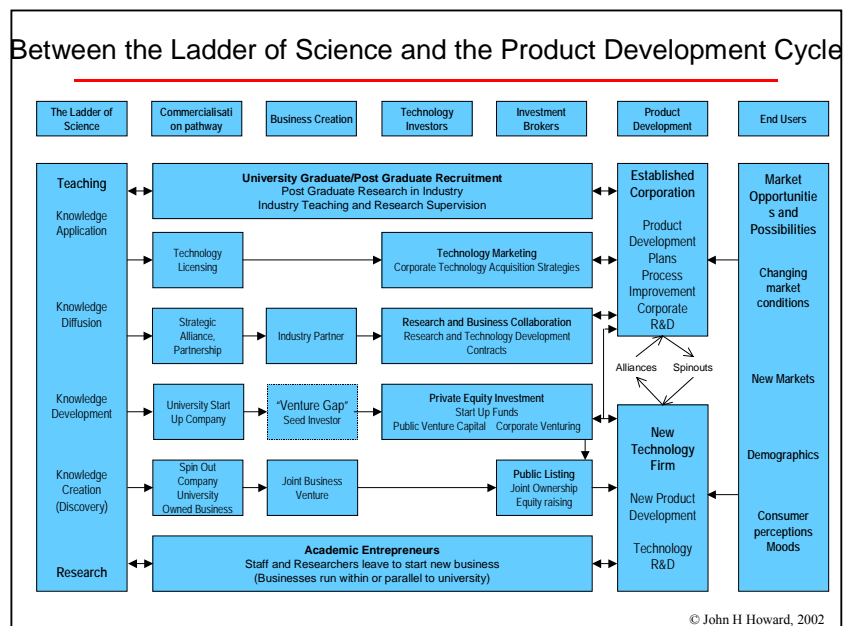 Between the Ladder of Science and the Product Development Cycle
The Ladder of
Science
Commercialisati
on pathway
Business Creation
Technology
Investors
Investment
Brokers
Product
Development
End Users
Teaching
Knowledge
Application
Knowledge
Diffusion
Knowledge
Development
Knowledge
Creation
(Discovery)
Research
University Graduate/Post Graduate Recruitment
Post Graduate Research in Industry
Industry Teaching and Research Supervision
Technology
Licensing
Technology Marketing
Corporate Technology Acquisition Strategies
Strategic
Alliance,
Partnership
Industry Partner
Research and Business Collaboration
Research and Technology Development
Contracts
University Start
Up Company
"Venture Gap"
Seed Investor
Private Equity Investment
Start Up Funds
Public Venture Capital Corporate Venturing
Spin Out
Company
University
Owned Business
Joint Business
Venture
Public Listing
Joint Ownership
Equity raising
Academic Entrepreneurs
Staff and Researchers leave to start new business
(Businesses run within or parallel to university)
Established
Corporation
Product
Development
Plans
Process
Improvement
Corporate
R&D
Alliances
Spinouts
New
Technology
Firm
New Product
Development
Technology
R&D
Market
Opportunitie
s and
Possibilities
Changing
market
conditions
New Markets
Demographics
Consumer
perceptions
Moods
© John H Howard, 2002